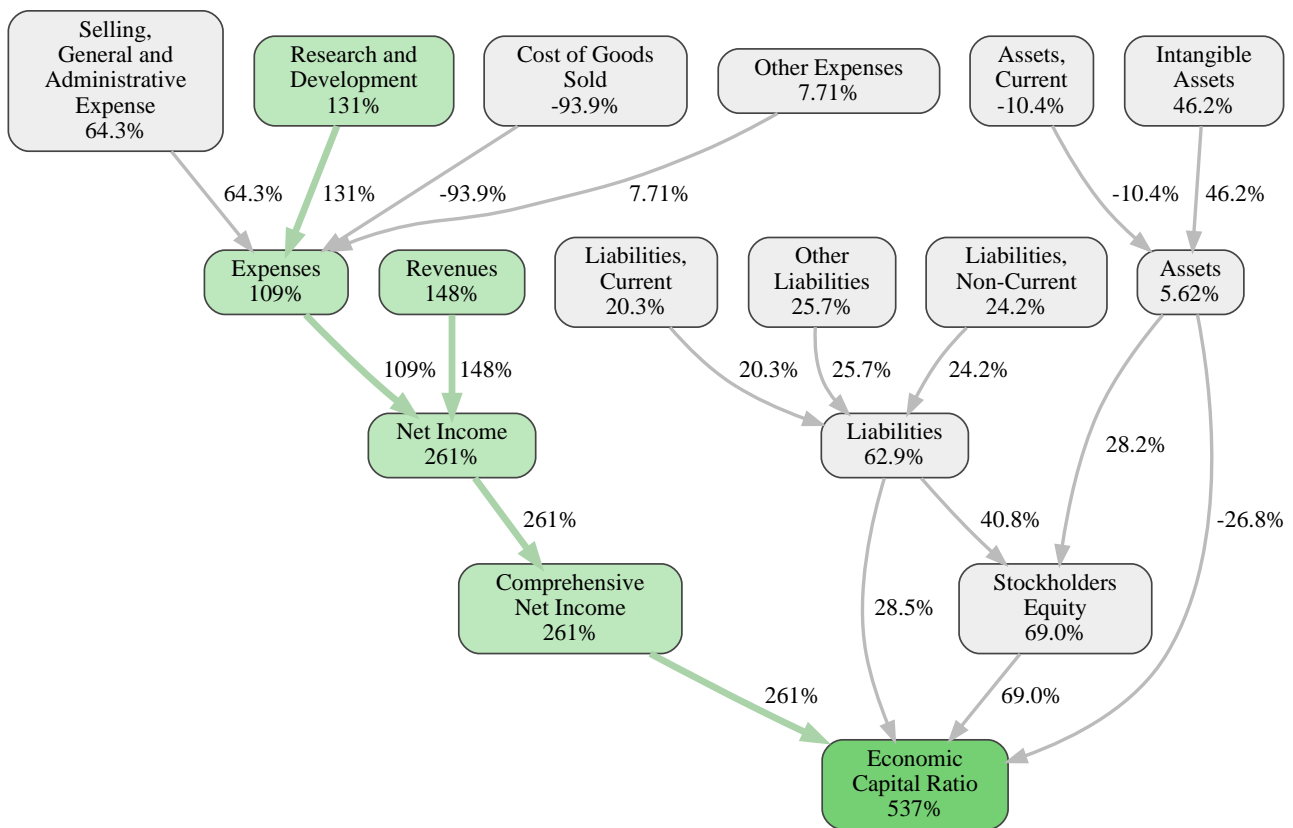 Selling,
General and
Administrative
Expense
64.3%
Research and
Development
131%
Cost of Goods
Sold
-93.9%
Other Expenses
7.71%
Assets,
Current
-10.4%
Intangible
Assets
46.2%
64.3%
131%
-93.9%
7.71%
-10.4%
46.2%
Expenses
109%
Revenues
148%
Liabilities,
Current
20.3%
Other
Liabilities
25.7%
Liabilities,
Non-Current
24.2%
Assets
5.62%
109%
148%
20.3%
25.7%
24.2%
Net Income
261%
Liabilities
62.9%
28.2%
261%
40.8%
-26.8%
Comprehensive
Net Income
261%
28.5%
Stockholders
Equity
69.0%
261%
69.0%
Economic
Capital Ratio
537%